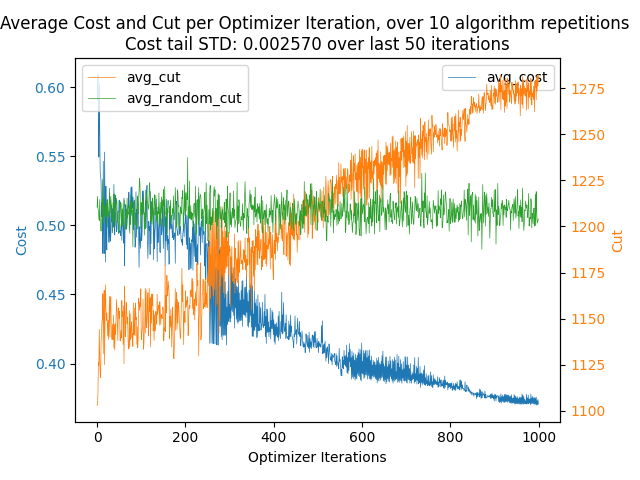 Average Cost and Cut per Optimizer Iteration, over 10 algorithm repetitions
Cost tail STD: 0.002570 over last 50 iterations
avg_cut
avg_random_cut
avg_cost
0.60
0.55
0.50
0.45
0.40
Cost
1275
1250
1225
1200
1175
1150
1125
1100
Cut
0
200
400
600
800
1000
Optimizer Iterations